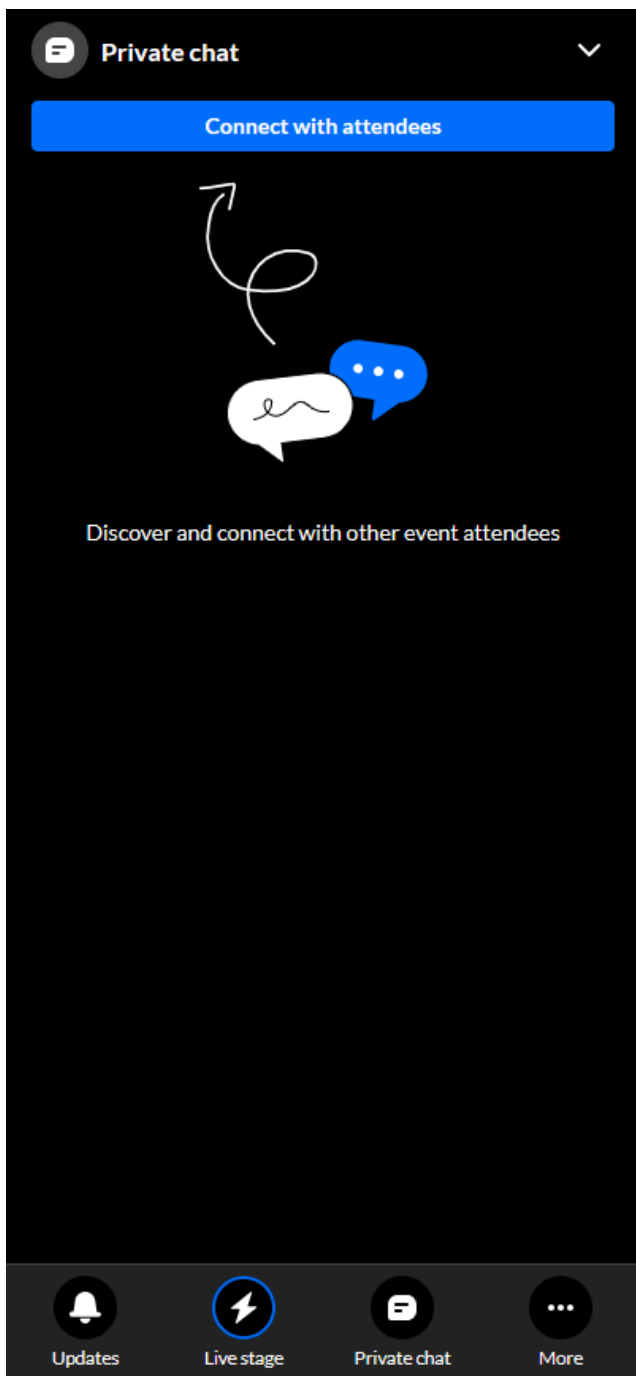 Private chat
Connect with attendees
Discover and connect with other event attendees
Updates
Live stage
Private chat
More